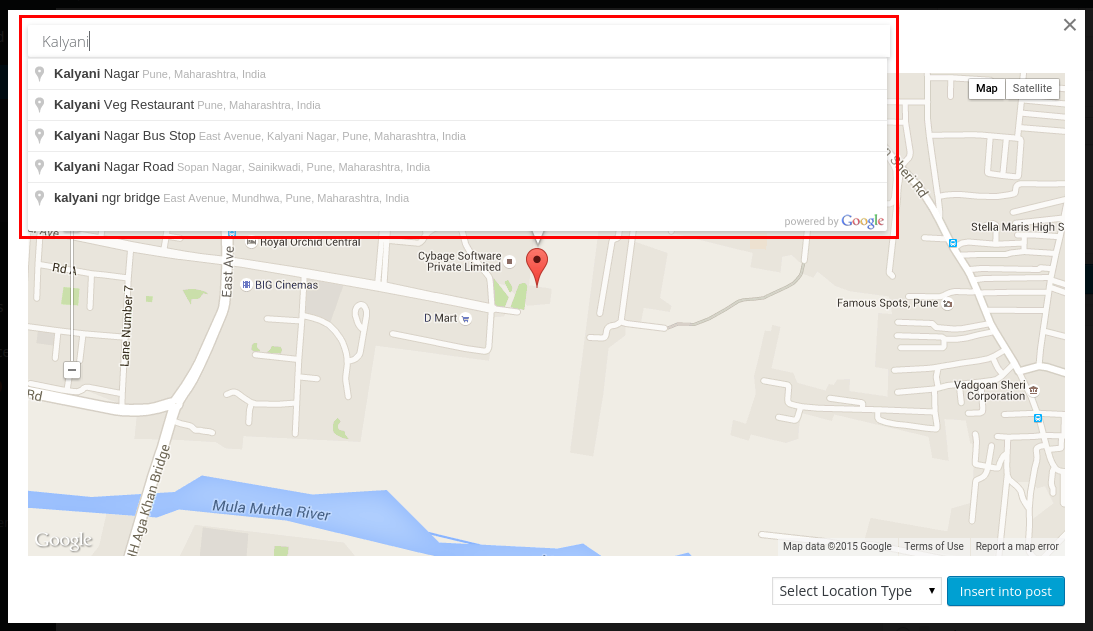 Kalyani
Kalyani Nagar Pune, Maharashtra, India
Kalyani Veg Restaurant Pune, Maharashtra, India
Kalyani Nagar Bus Stop East Avenue, Kalyani Nagar, Pune, Maharashtra, India
Kalyani Nagar Road Sopan Nagar, Sainikwadi, Pune, Maharashtra, India
kalyani ngr bridge East Avenue, Mundhwa, Pune, Maharashtra, India
powered by Google
Map Satellite
Sheri Rd
Stella Maris High S
Royal Orchid Central
Cybage Software
Private Limited
Rd A
East Ave
BIG Cinemas
Lane Number 7
D Mart
Famous Spots, Pune
Vadgoan Sheri
Corporation
Rd
Aga Khan Bridge
Mula Mutha River
Google
Map data ©2015 Google Terms of Use Report a map error
Select Location Type
Insert into post